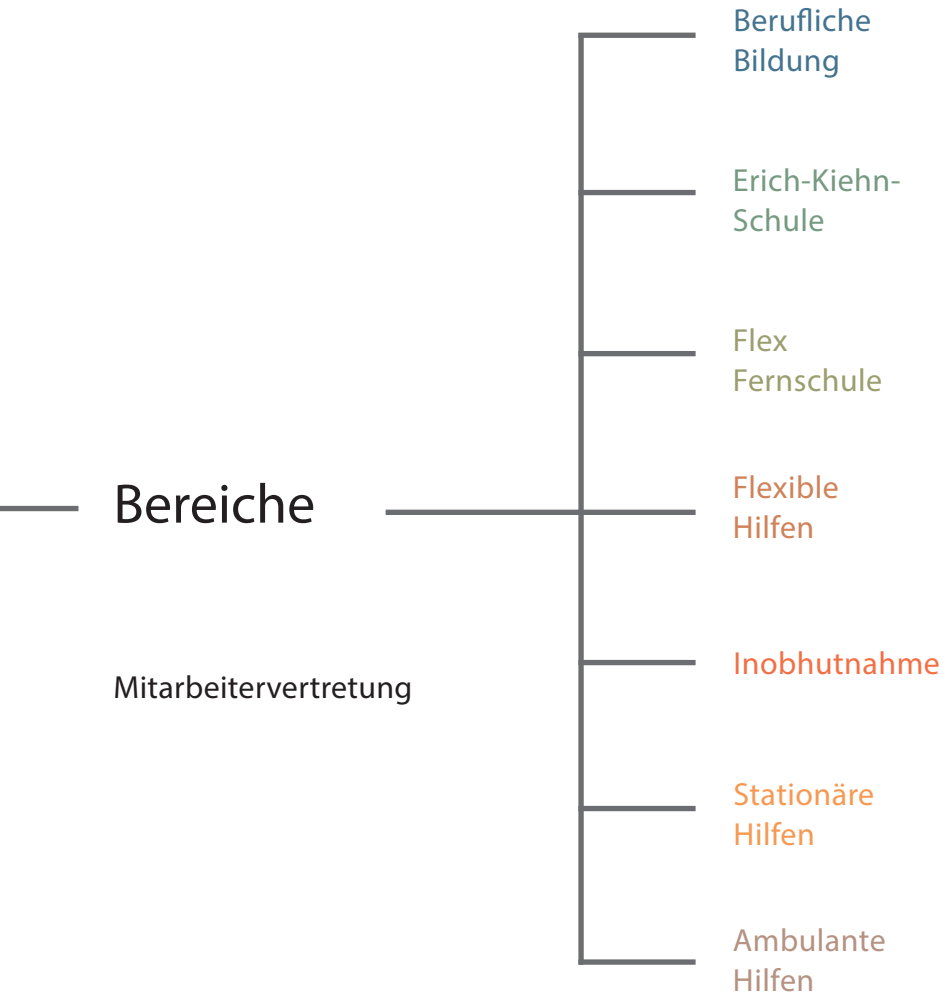 Berufliche
Bildung
Erich-Kiehn-
Schule
Flex
Fernschule
Bereiche
Flexible
Hilfen
Mitarbeitervertretung
Inobhutnahme
Stationäre
Hilfen
Ambulante
Hilfen